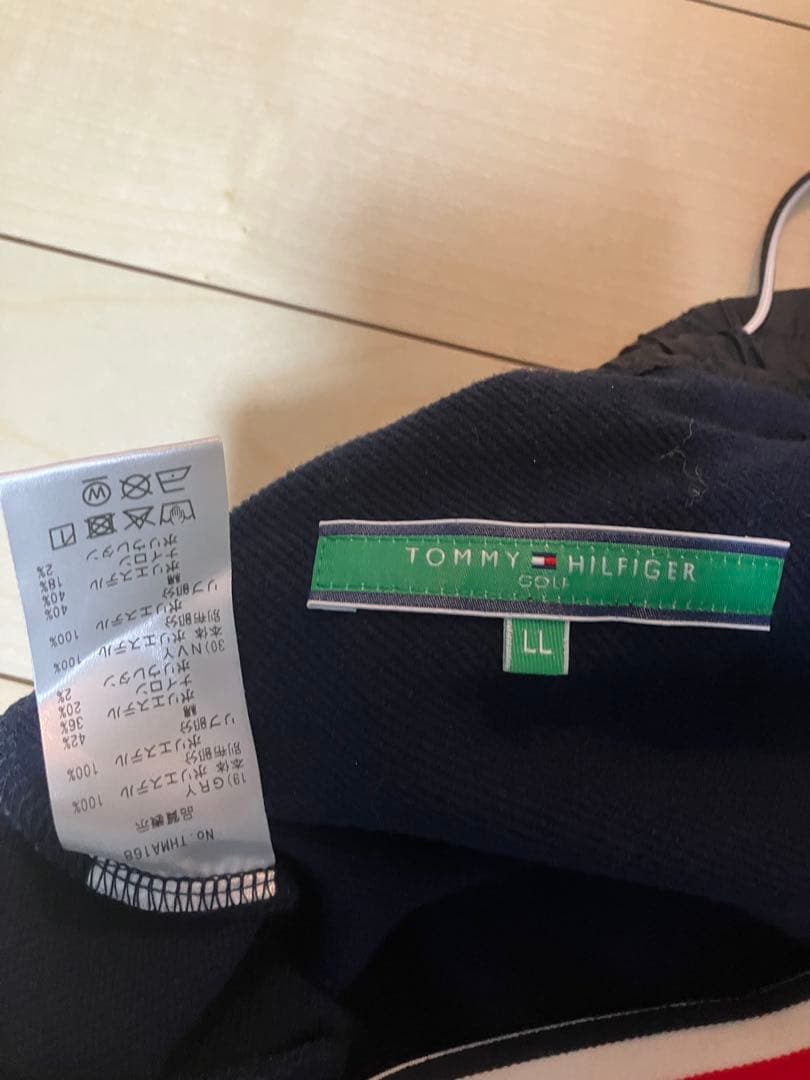 TOMMY HILFIGER
GOLF
LL
No. THMA168
品質表示
19)GRY
本体 ポリエステル 100%
別布部分
ポリエステル 100%
リブ部分
綿 42%
ポリエステル 36%
ナイロン 20%
ポリウレタン 2%
30)NVY
本体 ポリエステル 100%
別布部分
ポリエステル 100%
リブ部分
綿 40%
ポリエステル 40%
ナイロン 18%
ポリウレタン 2%
1
W